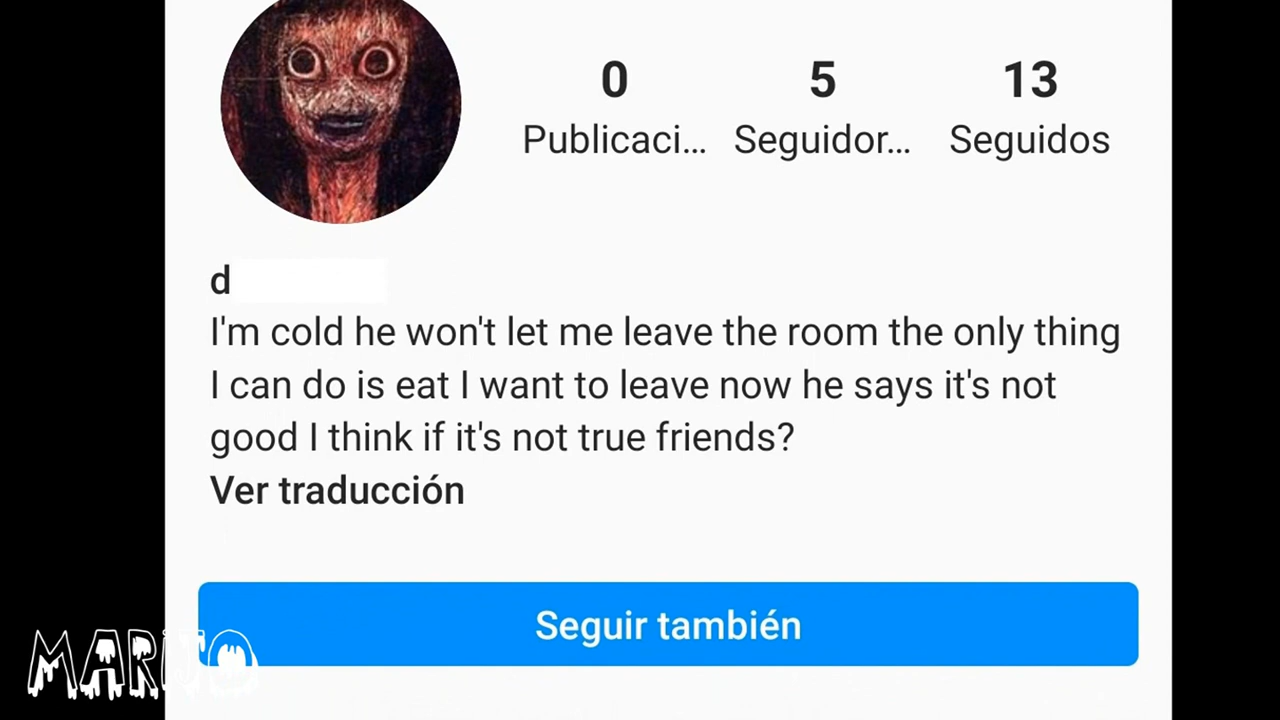 0 5 13
Publicaci... Seguidor... Seguidos
d
I'm cold he won't let me leave the room the only thing
I can do is eat I want to leave now he says it's not
good I think if it's not true friends?
Ver traducción
Seguir también
MARIJO